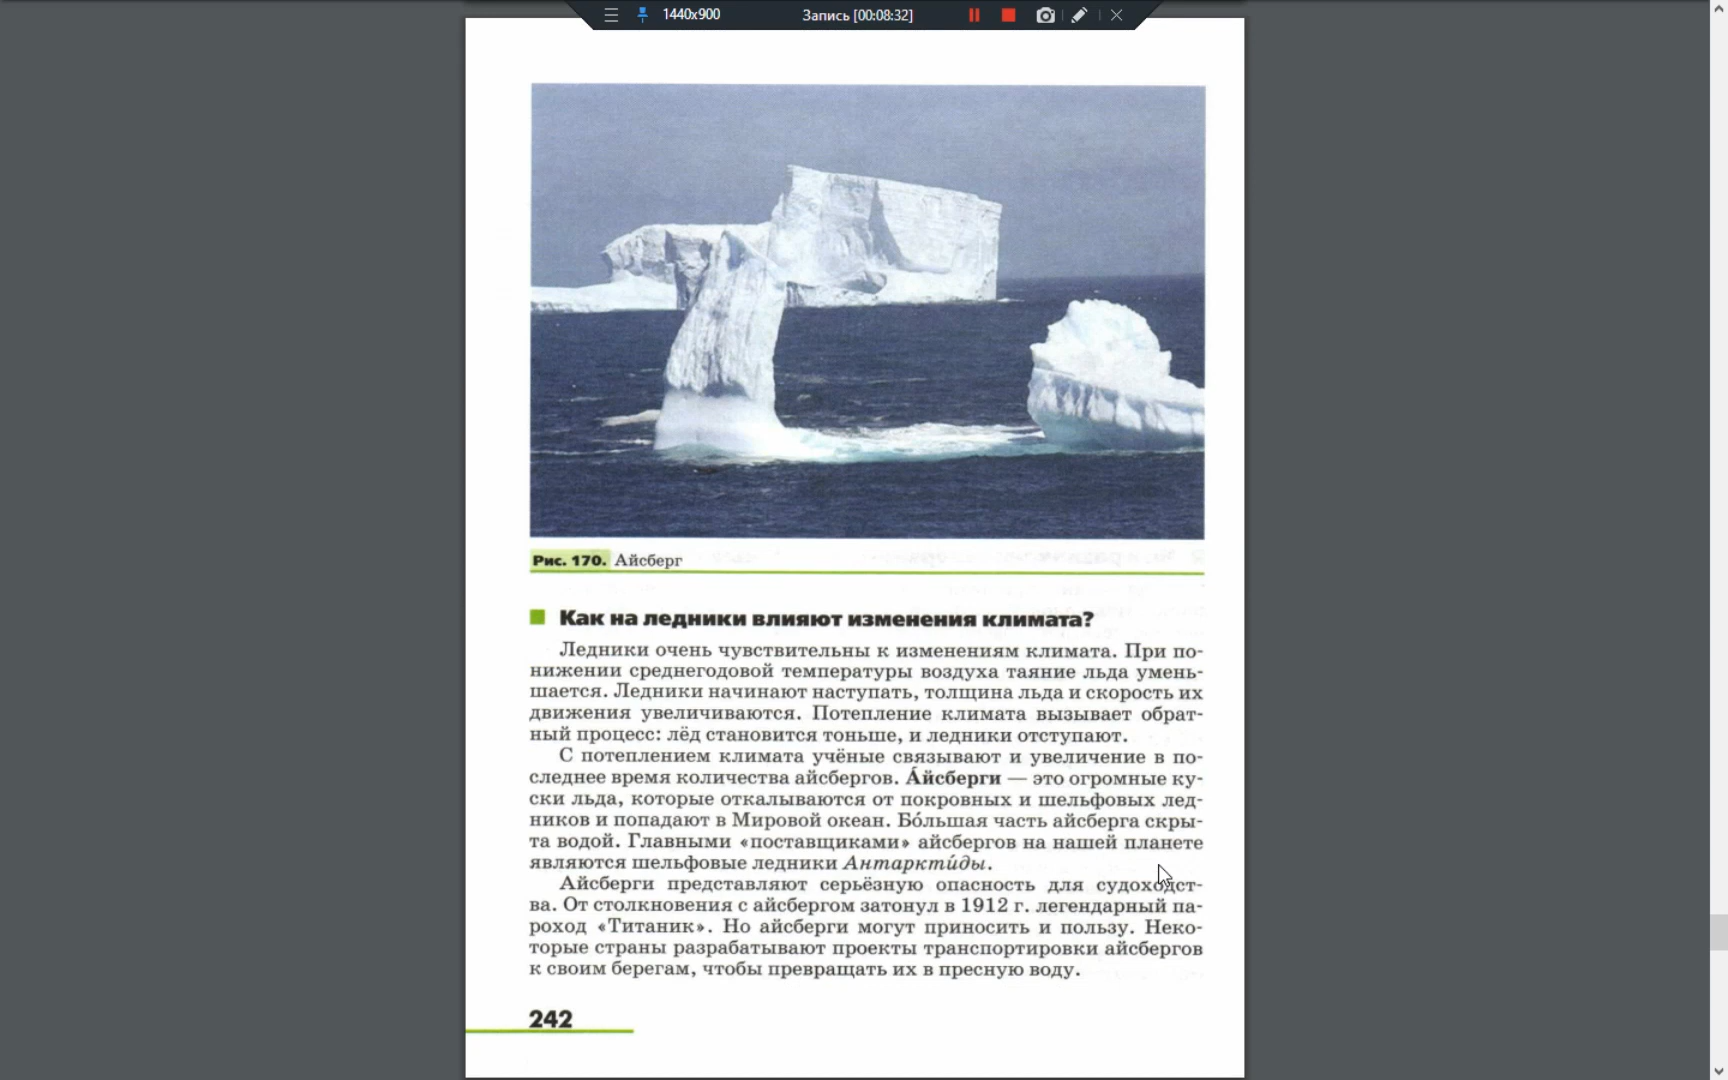 1440x900 Запись [00:08:32]
Рис. 170. Айсберг
Как на ледники влияют изменения климата?
Ледники очень чувствительны к изменениям климата. При по-
нижении среднегодовой температуры воздуха таяние льда умень-
шается. Ледники начинают наступать, толщина льда и скорость их
движения увеличиваются. Потепление климата вызывает обрат-
ный процесс: лёд становится тоньше, и ледники отступают.
С потеплением климата учёные связывают и увеличение в по-
следнее время количества айсбергов. А́йсберги — это огромные ку-
ски льда, которые откалываются от покровных и шельфовых лед-
ников и попадают в Мировой океан. Бо́льшая часть айсберга скры-
та водой. Главными «поставщиками» айсбергов на нашей планете
являются шельфовые ледники Антаркти́ды.
Айсберги представляют серьёзную опасность для судоходст-
ва. От столкновения с айсбергом затонул в 1912 г. легендарный па-
роход «Титаник». Но айсберги могут приносить и пользу. Неко-
торые страны разрабатывают проекты транспортировки айсбергов
к своим берегам, чтобы превращать их в пресную воду.
242